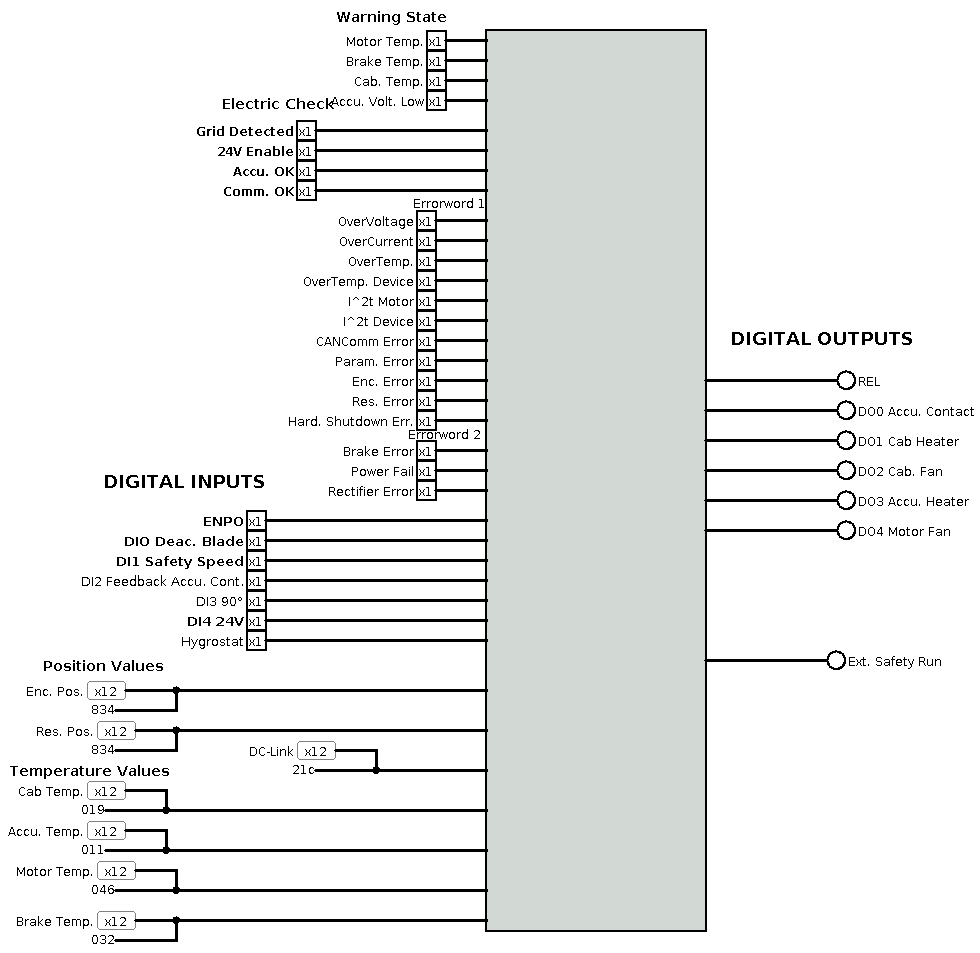 Warning State
Motor Temp. x1
Brake Temp. x1
Cab. Temp. x1
Accu. Volt. Low x1
Electric Check
Grid Detected x1
24V Enable x1
Accu. OK x1
Comm. OK x1
Errorword 1
OverVoltage x1
OverCurrent x1
OverTemp. x1
OverTemp. Device x1
I^2t Motor x1
I^2t Device x1
CANComm Error x1
Param. Error x1
Enc. Error x1
Res. Error x1
Hard. Shutdown Err. x1
Errorword 2
Brake Error x1
Power Fail x1
Rectifier Error x1
DIGITAL INPUTS
ENPO x1
DI0 Deac. Blade x1
DI1 Safety Speed x1
DI2 Feedback Accu. Cont. x1
DI3 90° x1
DI4 24V x1
Hygrostat x1
Position Values
Enc. Pos. x12
834
Res. Pos. x12
834
DC-Link x12
21c
Temperature Values
Cab Temp. x12
019
Accu. Temp. x12
011
Motor Temp. x12
046
Brake Temp. x12
032
DIGITAL OUTPUTS
REL
DO0 Accu. Contact
DO1 Cab Heater
DO2 Cab. Fan
DO3 Accu. Heater
DO4 Motor Fan
Ext. Safety Run